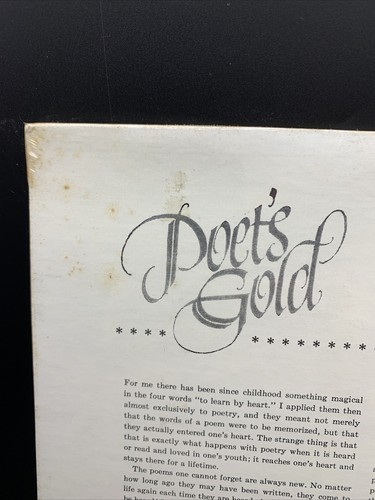 Poet's
Gold
* * * * * * * * * * * *
For me there has been since childhood something magical
in the four words "to learn by heart." I applied them then
almost exclusively to poetry, and they meant not merely
that the words of a poem were to be memorized, but that
they actually entered one's heart. The strange thing is that
that is exactly what happens with poetry when it is heard
or read and loved in one's youth; it reaches one's heart and
stays there for a lifetime.
The poems one cannot forget are always new. No matter
how long ago they may have been written, they come to
life again each time they are